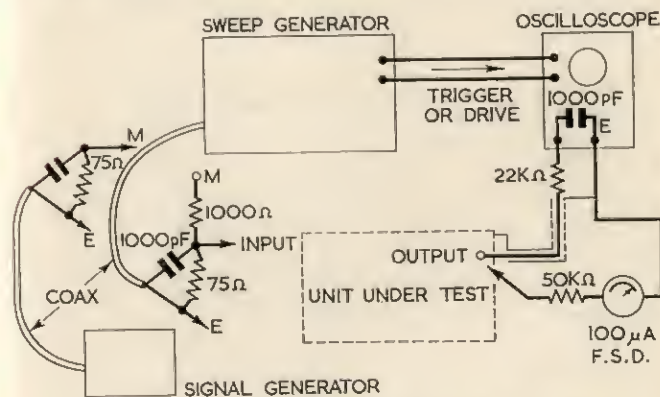 SWEEP GENERATOR
OSCILLOSCOPE
TRIGGER
OR DRIVE
1000pF
E
M
75Ω
E
M
1000Ω
1000pF
INPUT
75Ω
E
22KΩ
OUTPUT
UNIT UNDER TEST
50KΩ
100μA
F.S.D.
COAX
SIGNAL GENERATOR